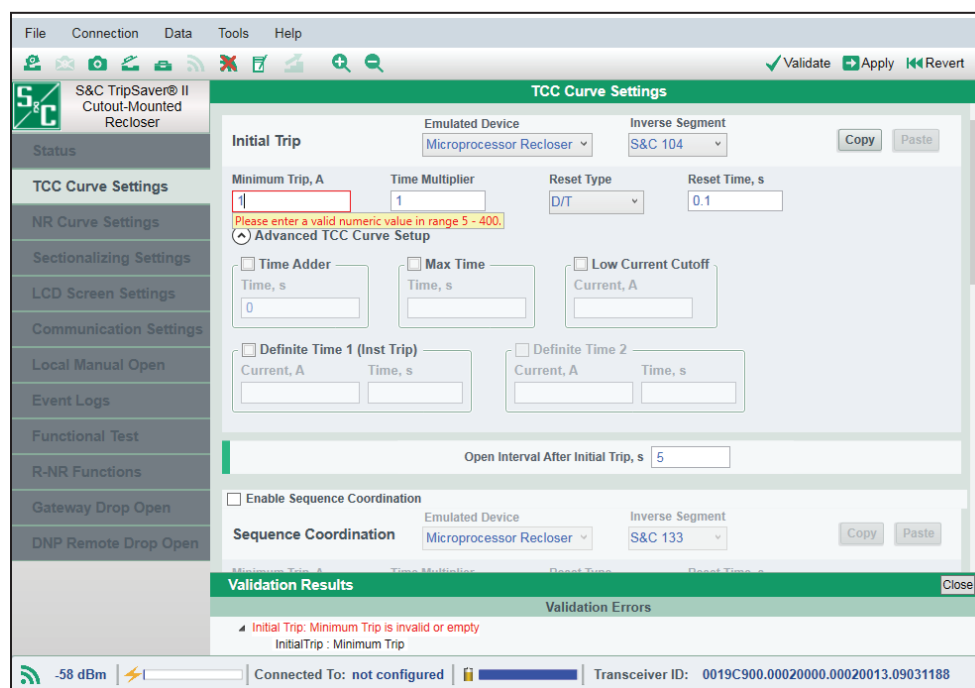 File Connection Data Tools Help
Validate Apply Revert
S&C
S&C TripSaver® II
Cutout-Mounted
Recloser
TCC Curve Settings
Status
TCC Curve Settings
NR Curve Settings
Sectionalizing Settings
LCD Screen Settings
Communication Settings
Local Manual Open
Event Logs
Functional Test
R-NR Functions
Gateway Drop Open
DNP Remote Drop Open
Emulated Device Inverse Segment
Initial Trip Microprocessor Recloser S&C 104 Copy Paste
Minimum Trip, A Time Multiplier Reset Type Reset Time, s
1 1 D/T 0.1
Please enter a valid numeric value in range 5 - 400.
Advanced TCC Curve Setup
Time Adder Max Time Low Current Cutoff
Time, s Time, s Current, A
0
Definite Time 1 (Inst Trip) Definite Time 2
Current, A Time, s Current, A Time, s
Open Interval After Initial Trip, s 5
Enable Sequence Coordination
Emulated Device Inverse Segment
Sequence Coordination Microprocessor Recloser S&C 133 Copy Paste
Minimum Trip, A Time Multiplier Reset Type Reset Time, s
Validation Results Close
Validation Errors
Initial Trip: Minimum Trip is invalid or empty
InitialTrip : Minimum Trip
-58 dBm Connected To: not configured Transceiver ID: 0019C900.00020000.00020013.09031188